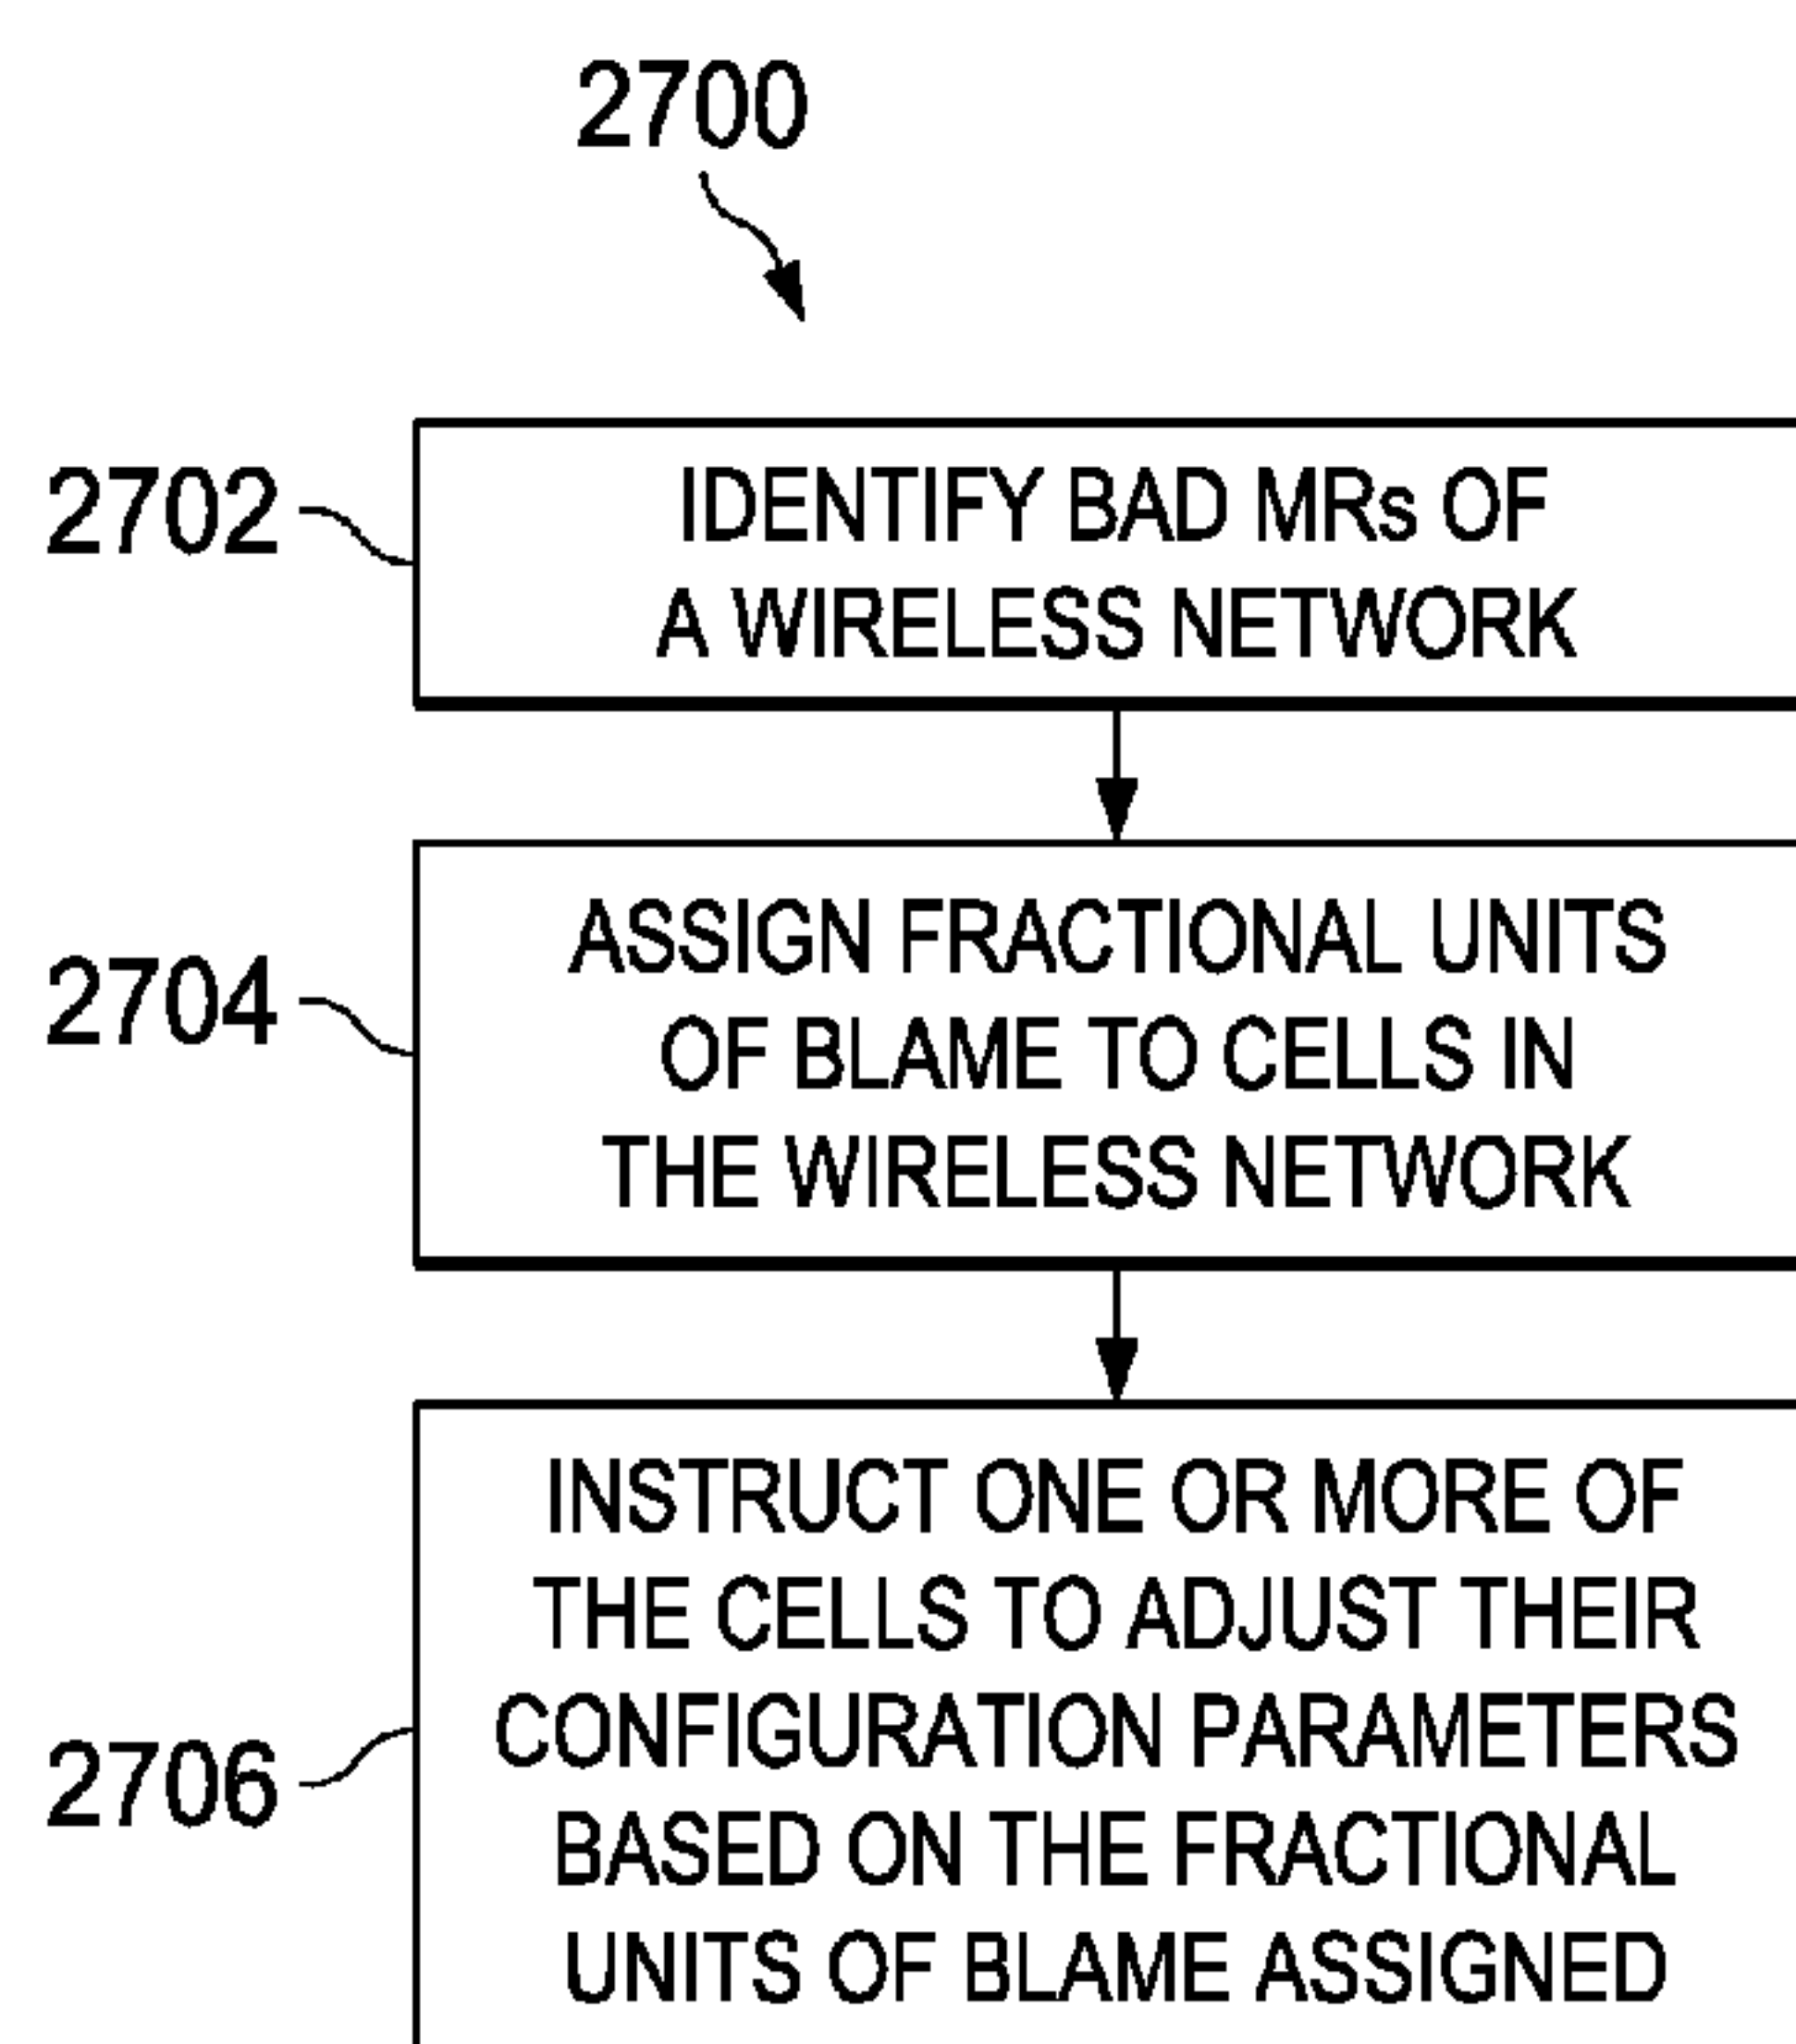 2700
2702
IDENTIFY BAD MRs OF
A WIRELESS NETWORK
2704
ASSIGN FRACTIONAL UNITS
OF BLAME TO CELLS IN
THE WIRELESS NETWORK
2706
INSTRUCT ONE OR MORE OF
THE CELLS TO ADJUST THEIR
CONFIGURATION PARAMETERS
BASED ON THE FRACTIONAL
UNITS OF BLAME ASSIGNED